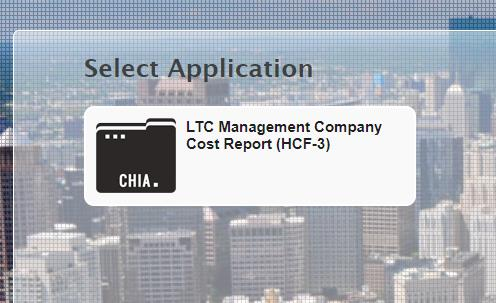 Select Application
LTC Management Company
Cost Report (HCF-3)
CHIA.